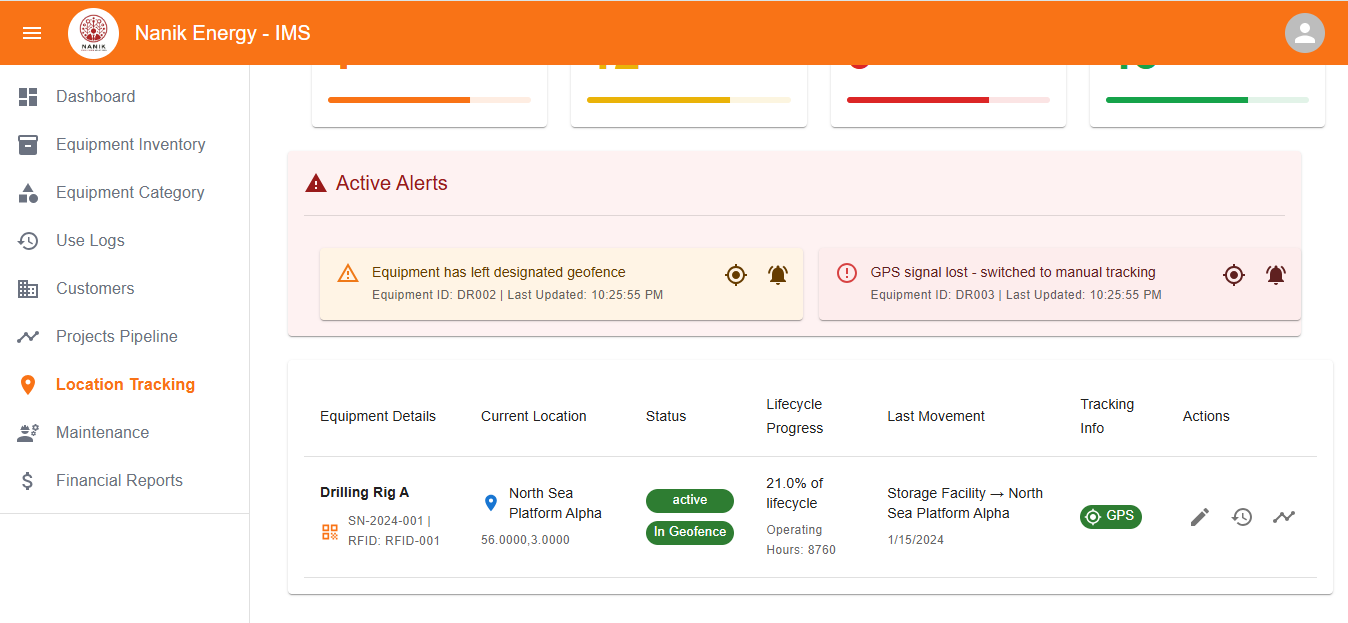 NANIK
Nanik Energy - IMS
Dashboard
Equipment Inventory
Equipment Category
Use Logs
Customers
Projects Pipeline
Location Tracking
Maintenance
Financial Reports
Active Alerts
Equipment has left designated geofence
Equipment ID: DR002 | Last Updated: 10:25:55 PM
GPS signal lost - switched to manual tracking
Equipment ID: DR003 | Last Updated: 10:25:55 PM
Equipment Details
Current Location
Status
Lifecycle
Progress
Last Movement
Tracking
Info
Actions
Drilling Rig A
SN-2024-001 |
RFID: RFID-001
North Sea
Platform Alpha
56.0000,3.0000
active
In Geofence
21.0% of
lifecycle
Operating
Hours: 8760
Storage Facility → North
Sea Platform Alpha
1/15/2024
GPS